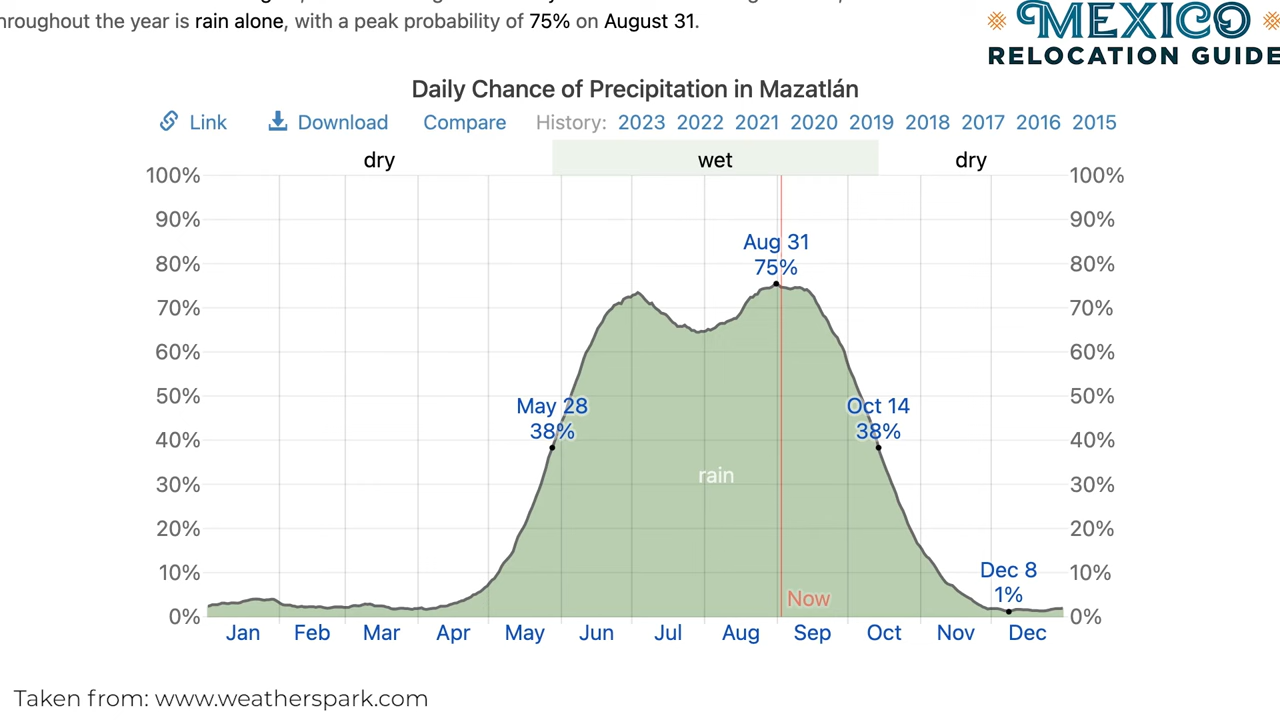 throughout the year is rain alone, with a peak probability of 75% on August 31.
MEXICO
RELOCATION GUIDE
Daily Chance of Precipitation in Mazatlán
Link Download Compare History: 2023 2022 2021 2020 2019 2018 2017 2016 2015
dry wet dry
100% 100%
90% 90%
Aug 31
80% 80%
75%
70% 70%
60% 60%
50% 50%
May 28 Oct 14
40% 40%
38% 38%
rain
30% 30%
20% 20%
10% 10%
Dec 8
1%
Now
0% 0%
Jan Feb Mar Apr May Jun Jul Aug Sep Oct Nov Dec
Taken from: www.weatherspark.com